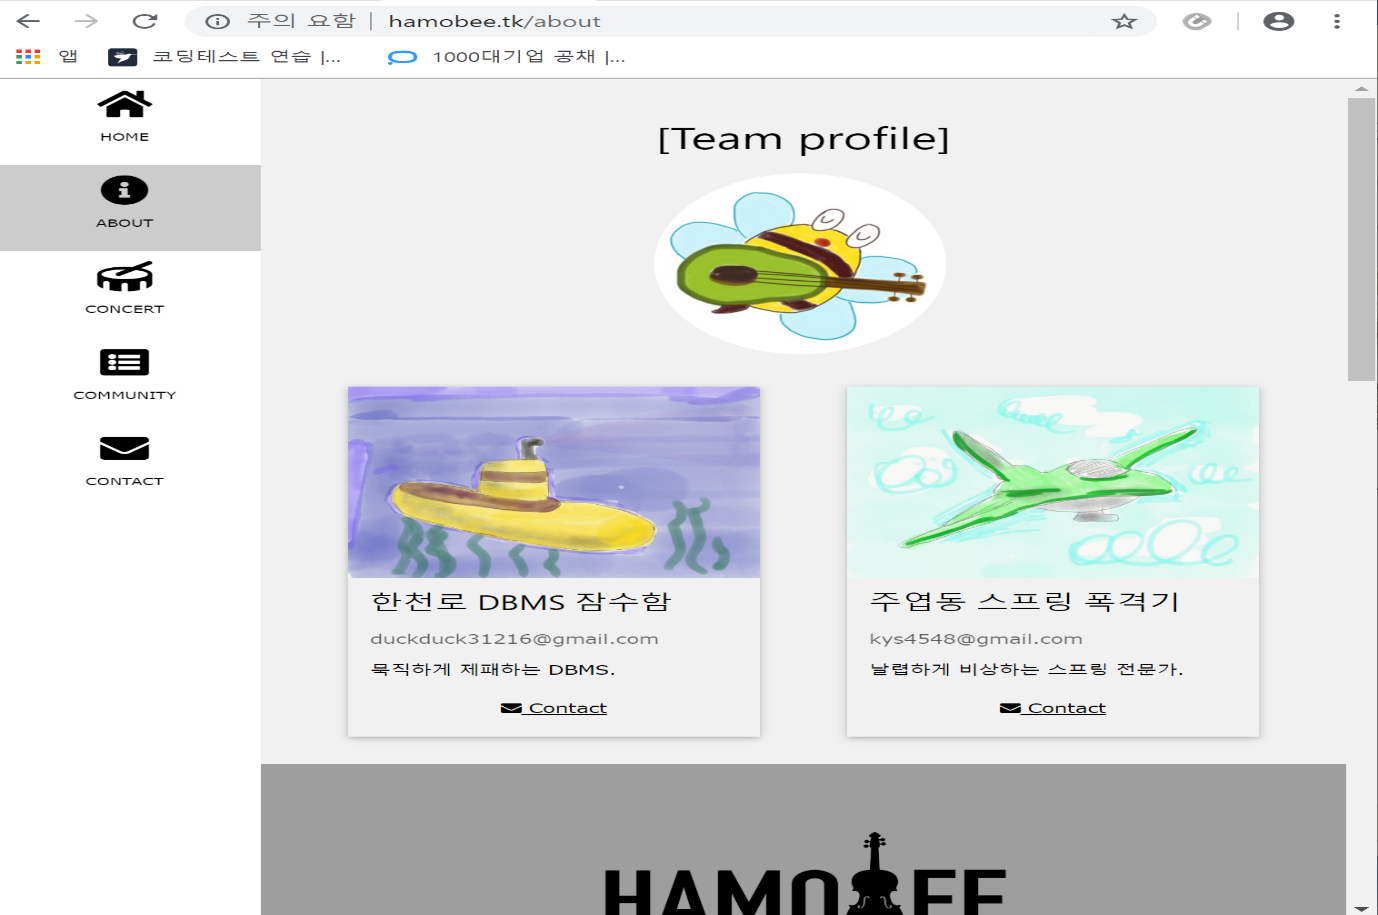 주의 요함 | hamobee.tk/about
앱 코딩테스트 연습 |... 1000대기업 공채 |...
HOME
ABOUT
CONCERT
COMMUNITY
CONTACT
[Team profile]
한천로 DBMS 잠수함
duckduck31216@gmail.com
묵직하게 제패하는 DBMS.
Contact
주엽동 스프링 폭격기
kys4548@gmail.com
날렵하게 비상하는 스프링 전문가.
Contact
HAMOBEE